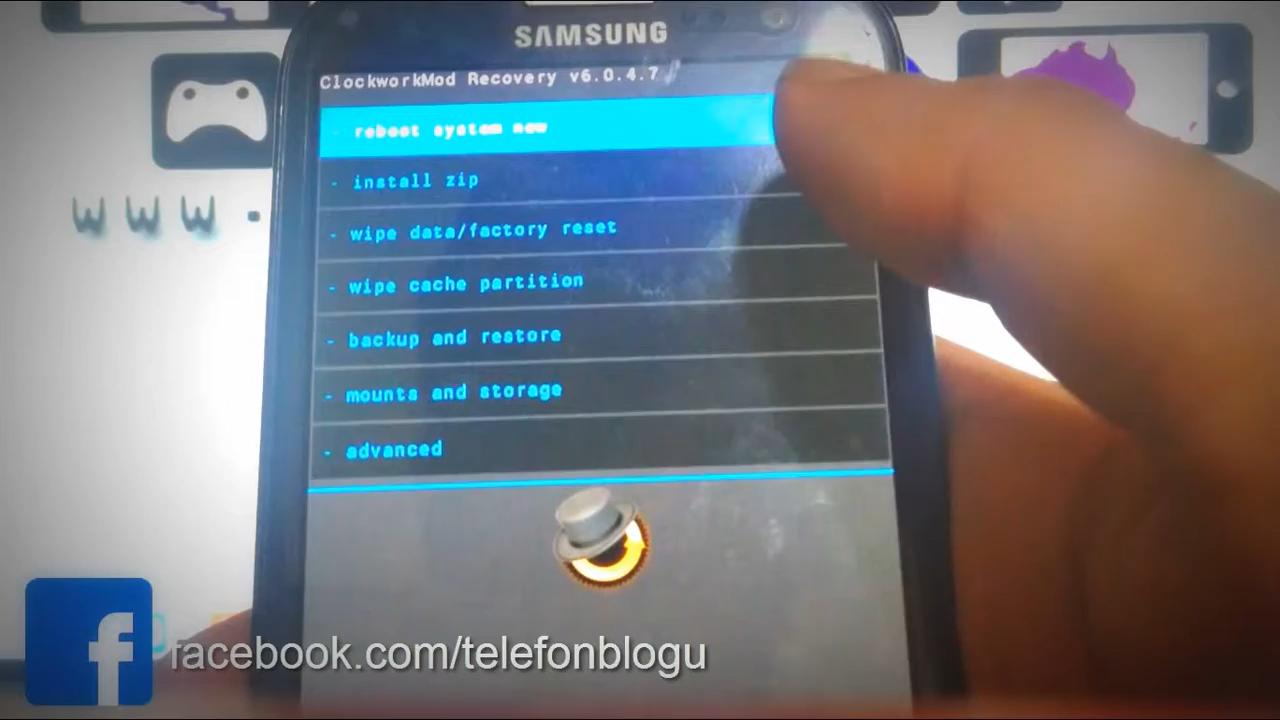 SAMSUNG
ClockworkMod Recovery v6.0.4.7
- reboot system now
- install zip
- wipe data/factory reset
- wipe cache partition
- backup and restore
- mounts and storage
- advanced
www.
f
facebook.com/telefonblogu